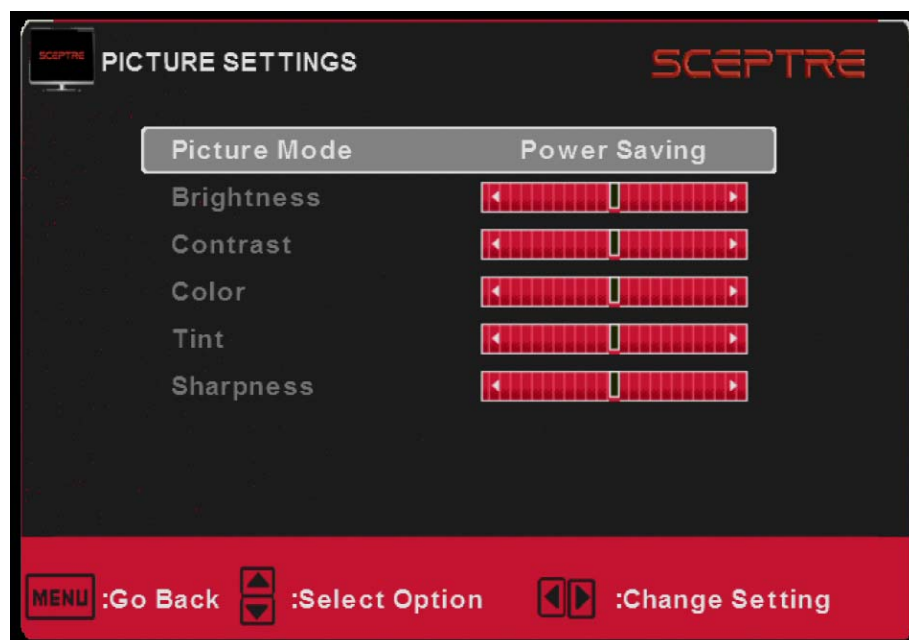 SCEPTRE
PICTURE SETTINGS
SCEPTRE
Picture Mode Power Saving
Brightness
Contrast
Color
Tint
Sharpness
MENU :Go Back :Select Option :Change Setting